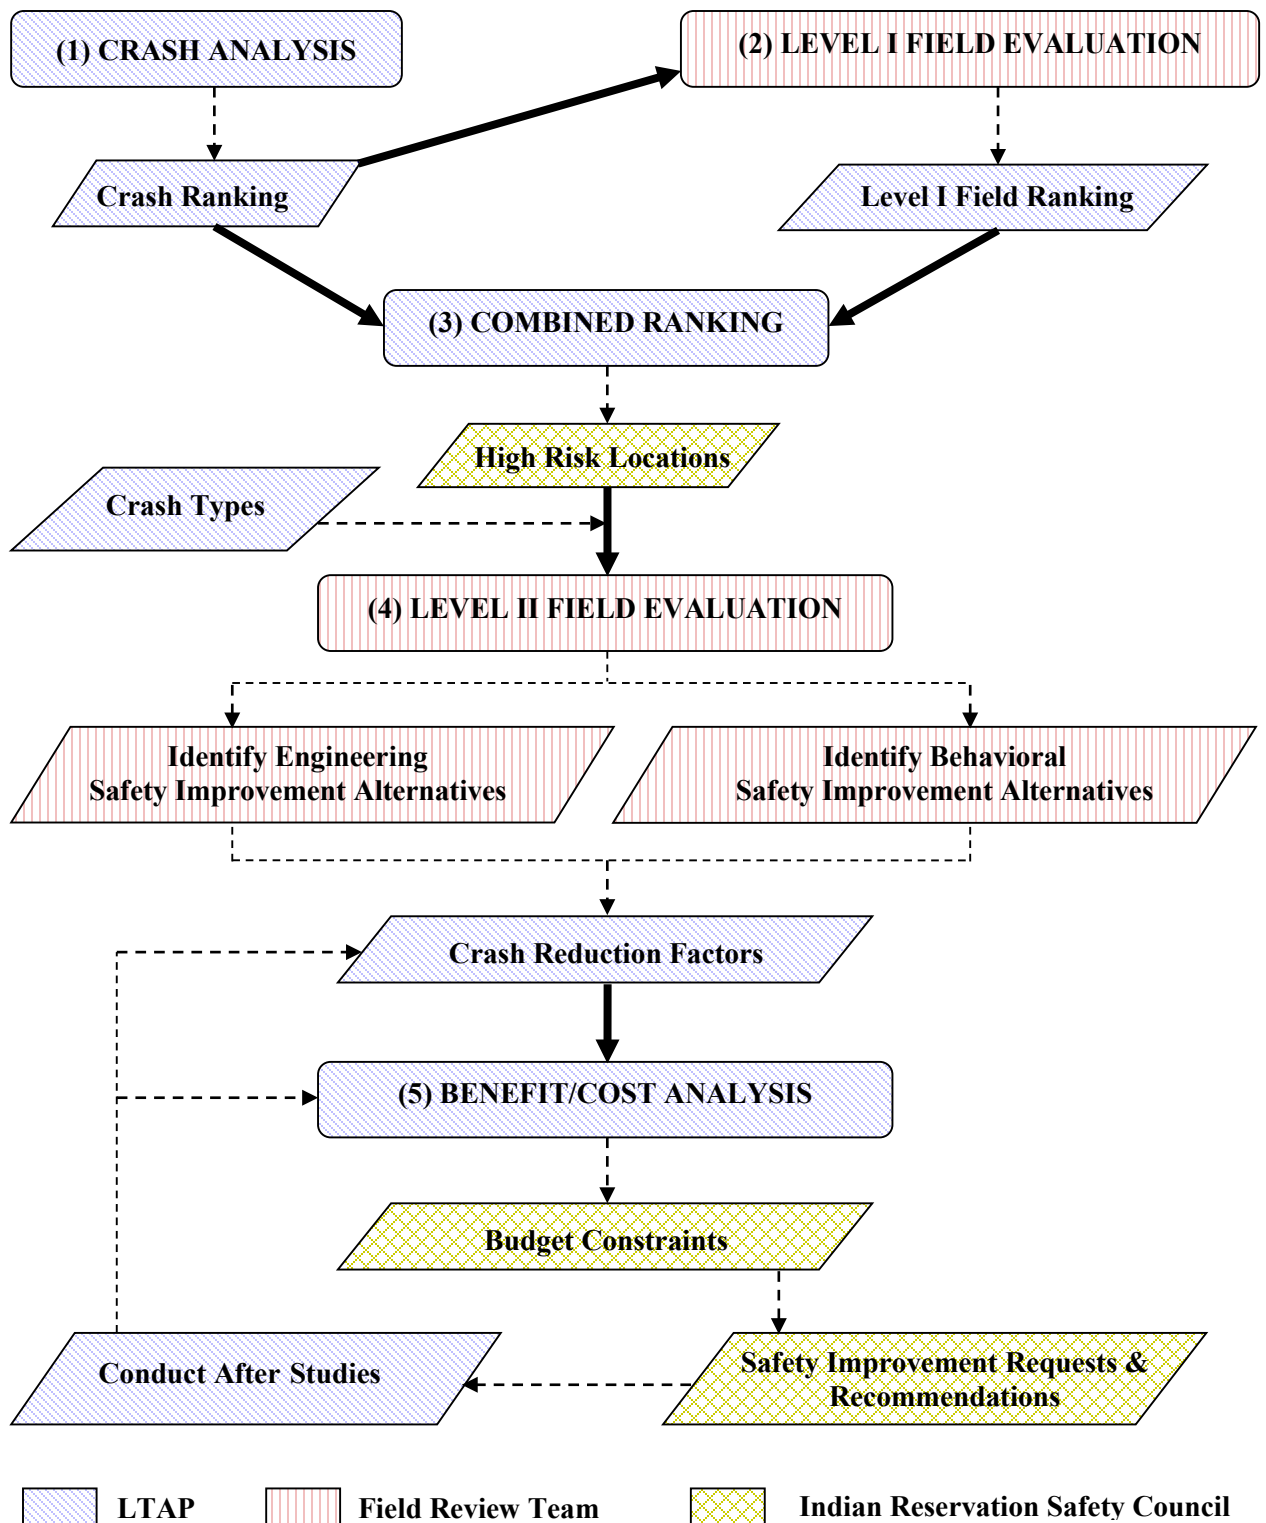 (1) CRASH ANALYSIS
(2) LEVEL I FIELD EVALUATION
Crash Ranking
Level I Field Ranking
(3) COMBINED RANKING
High Risk Locations
Crash Types
(4) LEVEL II FIELD EVALUATION
Identify Engineering
Safety Improvement Alternatives
Identify Behavioral
Safety Improvement Alternatives
Crash Reduction Factors
(5) BENEFIT/COST ANALYSIS
Budget Constraints
Conduct After Studies
Safety Improvement Requests &
Recommendations
LTAP
Field Review Team
Indian Reservation Safety Council